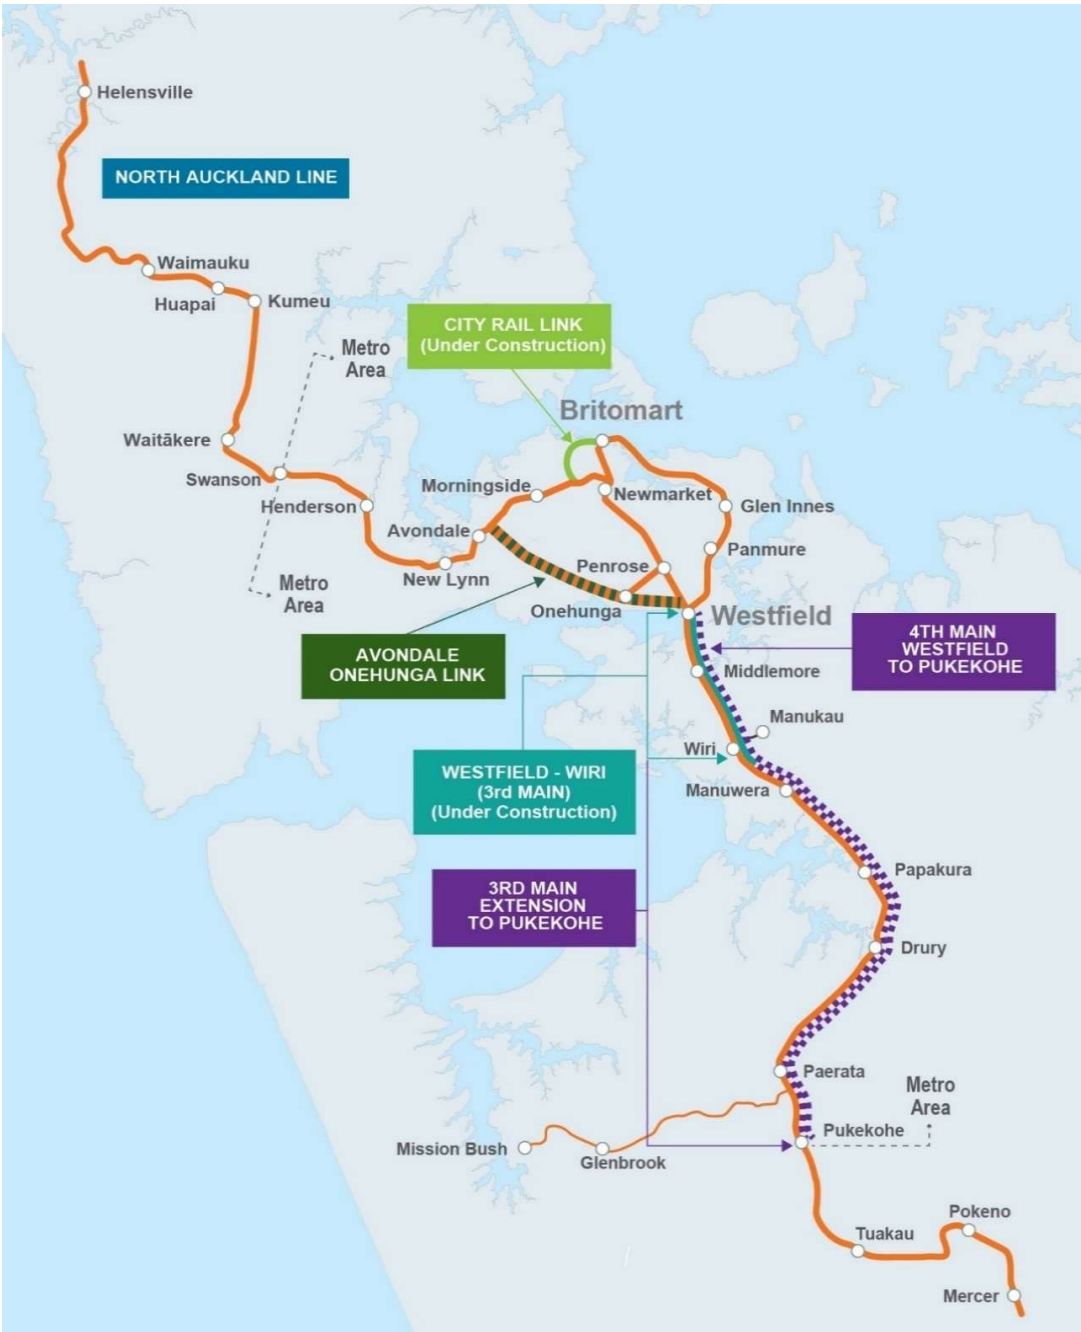 Helensville
NORTH AUCKLAND LINE
Waimauku
Huapai
Kumeu
CITY RAIL LINK
(Under Construction)
Metro
Area
Britomart
Waitākere
Swanson
Henderson
Morningside
Newmarket
Glen Innes
Avondale
Panmure
New Lynn
Penrose
Metro
Area
Onehunga
Westfield
AVONDALE
ONEHUNGA LINK
4TH MAIN
WESTFIELD
TO PUKEKOHE
Middlemore
Manukau
Wiri
WESTFIELD - WIRI
(3rd MAIN)
(Under Construction)
Manuwera
Papakura
3RD MAIN
EXTENSION
TO PUKEKOHE
Drury
Paerata
Metro
Area
Pukekohe
Mission Bush
Glenbrook
Pokeno
Tuakau
Mercer